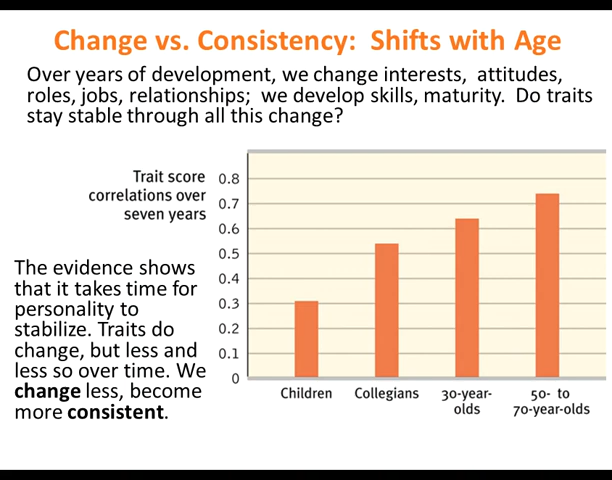 Change vs. Consistency: Shifts with Age
Over years of development, we change interests, attitudes,
roles, jobs, relationships; we develop skills, maturity. Do traits
stay stable through all this change?
Trait score
correlations over
seven years
0.8
0.7
0.6
0.5
0.4
0.3
0.2
0.1
0
Children
Collegians
30-year-
olds
50- to
70-year-olds
The evidence shows
that it takes time for
personality to
stabilize. Traits do
change, but less and
less so over time. We
change less, become
more consistent.